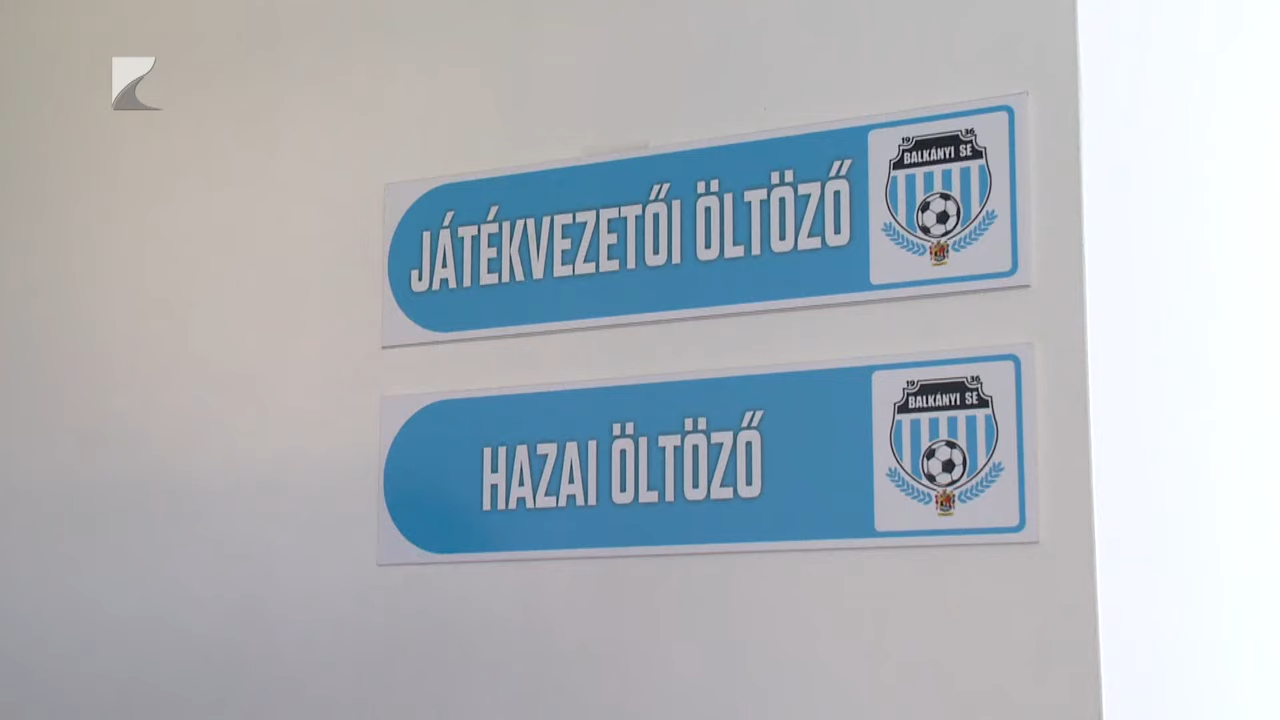 JÁTÉKVEZETŐI ÖLTÖZŐ
19 36
BALKÁNYI SE
HAZAI ÖLTÖZŐ
19 36
BALKÁNYI SE